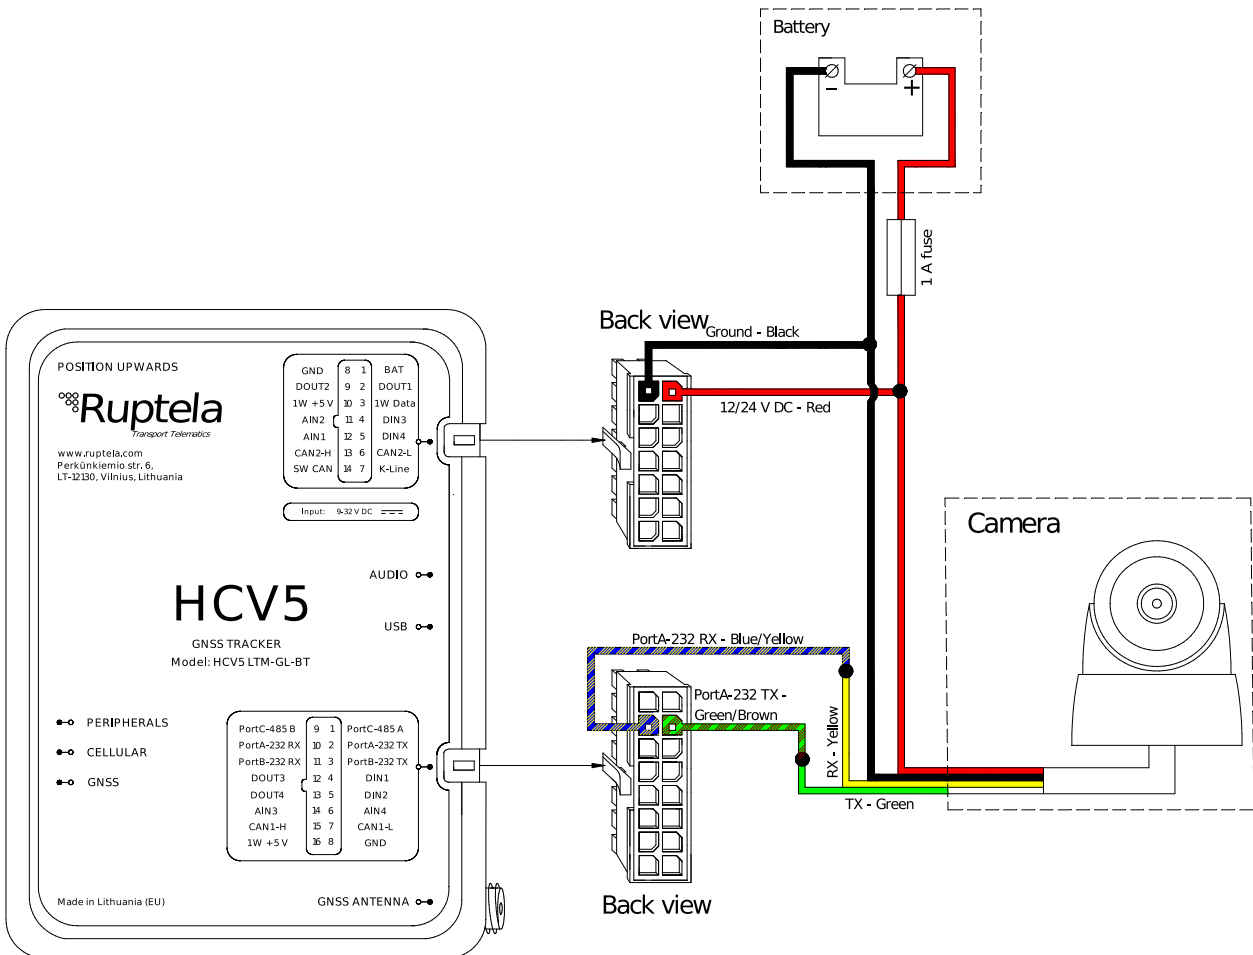 Battery
-
+
1 A fuse
Back view
Ground - Black
12/24 V DC - Red
POSITION UPWARDS
Ruptela
Transport Telematics
www.ruptela.com
Perkūnkiemio str. 6,
LT-12130, Vilnius, Lithuania
GND 8 1 BAT
DOUT2 9 2 DOUT1
1W +5 V 10 3 1W Data
AIN2 11 4 DIN3
AIN1 12 5 DIN4
CAN2-H 13 6 CAN2-L
SW CAN 14 7 K-Line
Input: 9-32 V DC
AUDIO
USB
HCV5
GNSS TRACKER
Model: HCV5 LTM-GL-BT
PERIPHERALS
CELLULAR
GNSS
PortC-485 B 9 1 PortC-485 A
PortA-232 RX 10 2 PortA-232 TX
PortB-232 RX 11 3 PortB-232 TX
DOUT3 12 4 DIN1
DOUT4 13 5 DIN2
AIN3 14 6 AIN4
CAN1-H 15 7 CAN1-L
1W +5 V 16 8 GND
Made in Lithuania (EU)
GNSS ANTENNA
PortA-232 RX - Blue/Yellow
PortA-232 TX -
Green/Brown
RX - Yellow
TX - Green
Back view
Camera